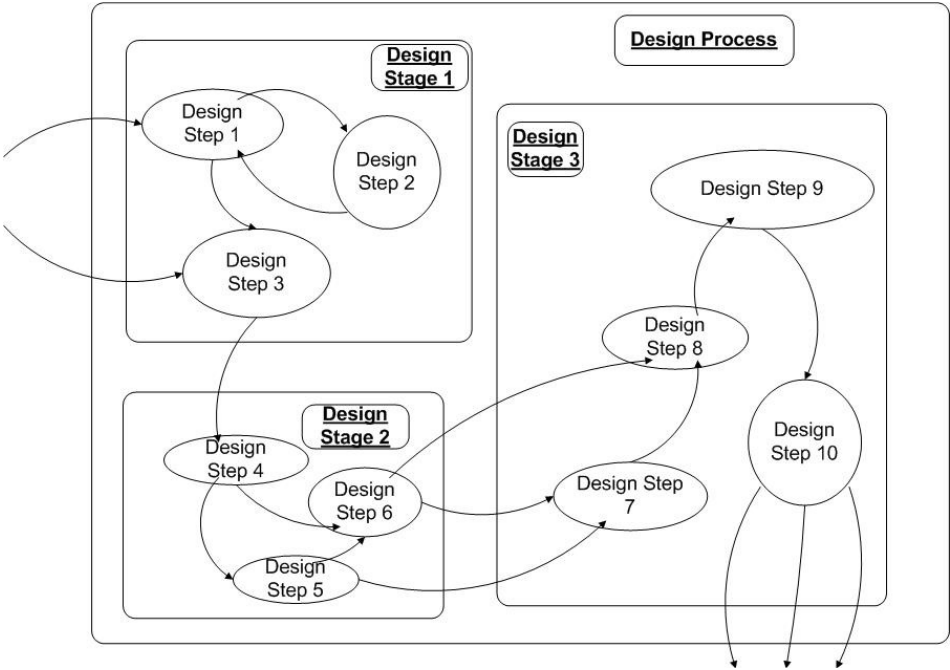 Design Process
Design
Stage 1
Design
Step 1
Design
Step 2
Design
Step 3
Design
Stage 2
Design
Step 4
Design
Step 6
Design
Step 5
Design
Stage 3
Design Step 9
Design
Step 8
Design
Step 10
Design Step
7